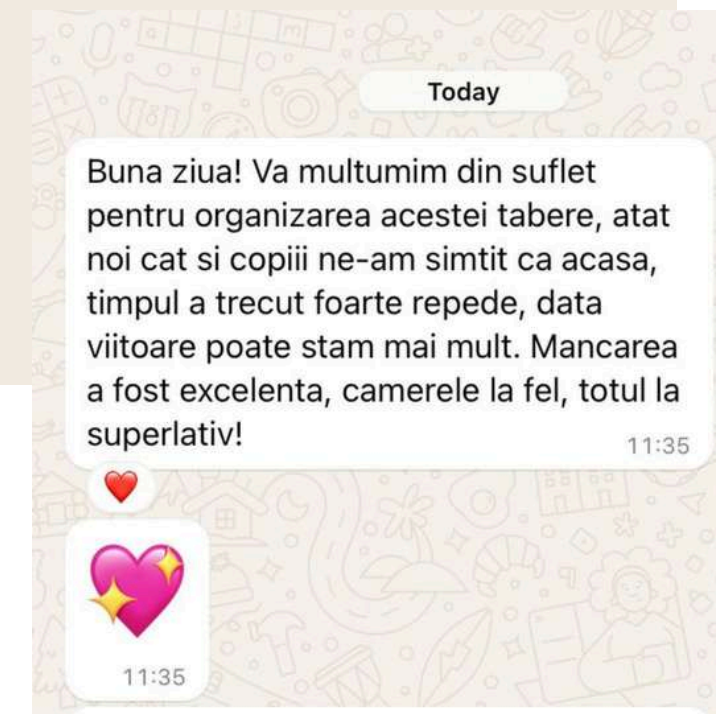 Today
Buna ziua! Va multumim din suflet
pentru organizarea acestei tabere, atat
noi cat si copiii ne-am simtit ca acasa,
timpul a trecut foarte repede, data
viitoare poate stam mai mult. Mancarea
a fost excelenta, camerele la fel, totul la
superlativ!
11:35
11:35